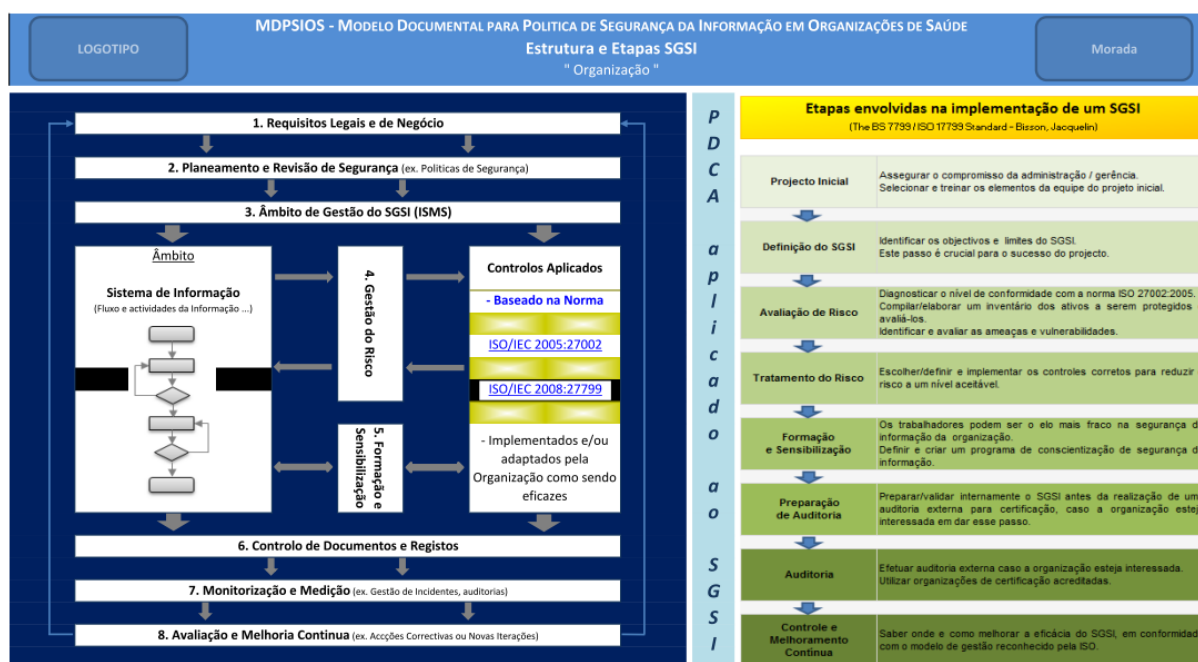 LOGOTIPO
MDPSIOS - MODELO DOCUMENTAL PARA POLITICA DE SEGURANÇA DA INFORMAÇÃO EM ORGANIZAÇÕES DE SAÚDE
Estrutura e Etapas SGSI
" Organização "
Morada
1. Requisitos Legais e de Negócio
2. Planeamento e Revisão de Segurança (ex. Politicas de Segurança)
3. Âmbito de Gestão do SGSI (ISMS)
Âmbito
Sistema de Informação
(Fluxo e actividades da Informação ...)
4. Gestão do Risco
5. Formação e
Sensibilização
Controlos Aplicados
- Baseado na Norma
ISO/IEC 2005:27002
ISO/IEC 2008:27799
- Implementados e/ou
adaptados pela
Organização como sendo
eficazes
6. Controlo de Documentos e Registos
7. Monitorização e Medição (ex. Gestão de Incidentes, auditorias)
8. Avaliação e Melhoria Continua (ex. Acções Correctivas ou Novas Iterações)
PDCA aplicado ao SGSI
Etapas envolvidas na implementação de um SGSI
(The BS 7799 / ISO 17799 Standard - Bisson, Jacquelin)
Projecto Inicial
Assegurar o compromisso da administração / gerência.
Selecionar e treinar os elementos da equipe do projeto inicial.
Definição do SGSI
Identificar os objectivos e limites do SGSI.
Este passo é crucial para o sucesso do projecto.
Avaliação de Risco
Diagnosticar o nível de conformidade com a norma ISO 27002:2005.
Compilar/elaborar um inventário dos ativos a serem protegidos
avaliá-los.
Identificar e avaliar as ameaças e vulnerabilidades.
Tratamento do Risco
Escolher/definir e implementar os controles corretos para reduzir
risco a um nível aceitável.
Formação
e Sensibilização
Os trabalhadores podem ser o elo mais fraco na segurança d
informação da organização.
Definir e criar um programa de conscientização de segurança d
informação.
Preparação
de Auditoria
Preparar/validar internamente o SGSI antes da realização de um
auditoria externa para certificação, caso a organização estej
interessada em dar esse passo.
Auditoria
Efetuar auditoria externa caso a organização esteja interessada.
Utilizar organizações de certificação acreditadas.
Controle e
Melhoramento
Contínua
Saber onde e como melhorar a eficácia do SGSI, em conformidad
com o modelo de gestão reconhecido pela ISO.